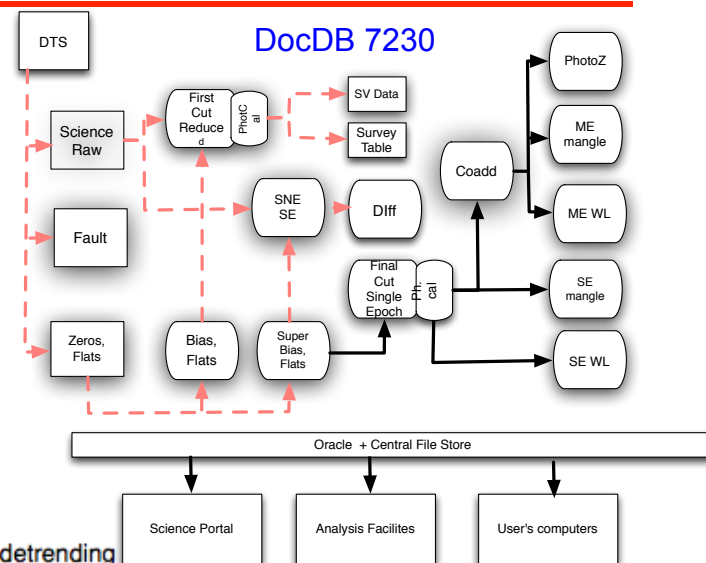 DocDB 7230
DTS
PhotoZ
First
Cut
Reduce
d
PhotC
al
SV Data
Science
Raw
Survey
Table
ME
mangle
Coadd
SNE
SE
DIff
ME WL
Fault
Final
Cut
Single
Epoch
Ph.
cal
SE
mangle
Zeros,
Flats
Bias,
Flats
Super
Bias,
Flats
SE WL
Oracle + Central File Store
Science Portal
Analysis Facilites
User's computers
detrending